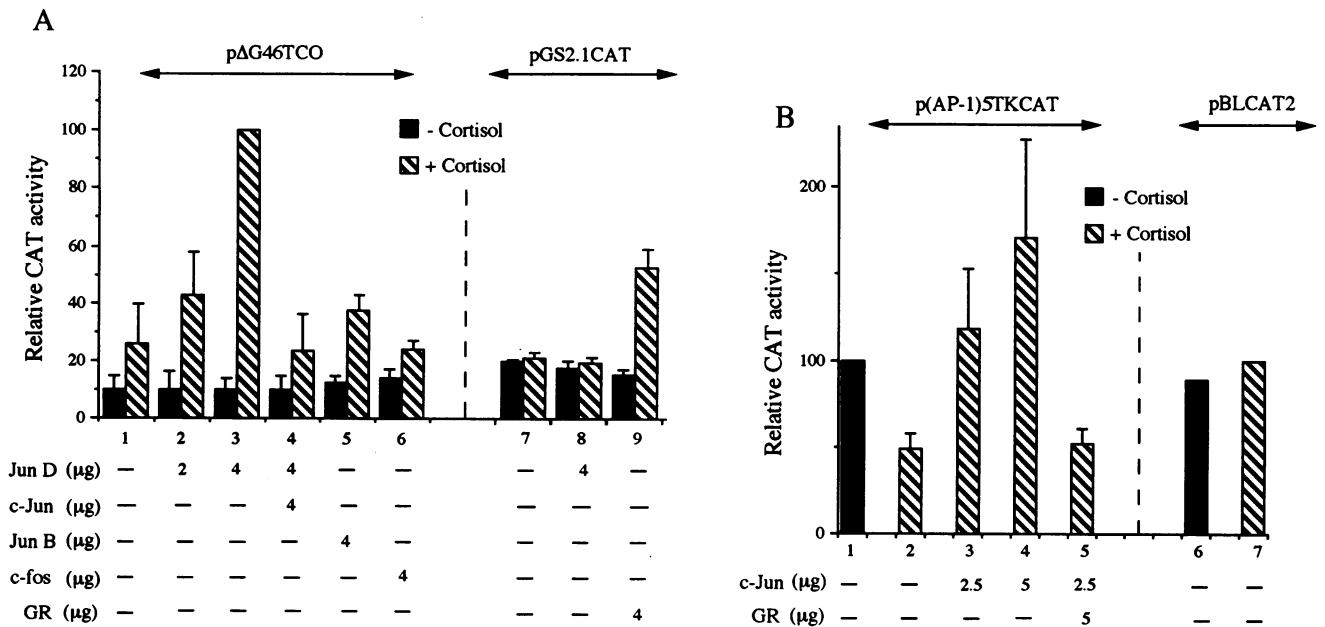 A
pΔG46TCO
pGS2.1CAT
Relative CAT activity
120
100
80
60
40
20
0
- Cortisol
+ Cortisol
1 2 3 4 5 6 7 8 9
Jun D (μg) — 2 4 4 — — — 4 —
c-Jun (μg) — — — 4 — — — — —
Jun B (μg) — — — — 4 — — — —
c-fos (μg) — — — — — 4 — — —
GR (μg) — — — — — — — — 4
B
p(AP-1)5TKCAT
pBLCAT2
Relative CAT activity
200
100
0
- Cortisol
+ Cortisol
1 2 3 4 5 6 7
c-Jun (μg) — — 2.5 5 2.5 — —
GR (μg) — — — — 5 — —